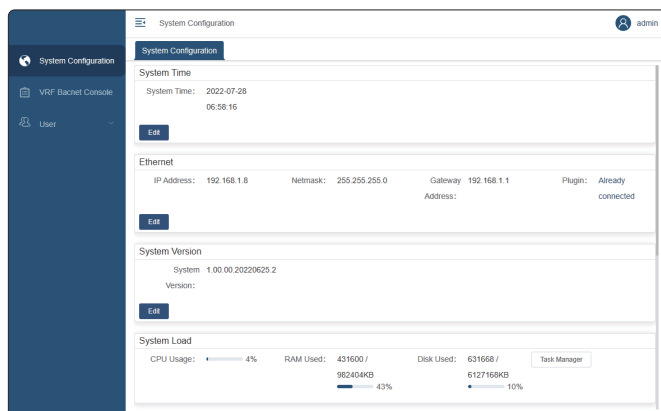 System Configuration
admin
System Configuration
VRF Bacnet Console
User
System Configuration
System Time
System Time: 2022-07-28
06:58:16
Edit
Ethernet
IP Address: 192.168.1.8 Netmask: 255.255.255.0 Gateway 192.168.1.1 Plugin: Already
Address: connected
Edit
System Version
System 1.00.00.20220625.2
Version:
Edit
System Load
CPU Usage: 4% RAM Used: 431600 / Disk Used: 631668 / Task Manager
982404KB 6127168KB
43% 10%